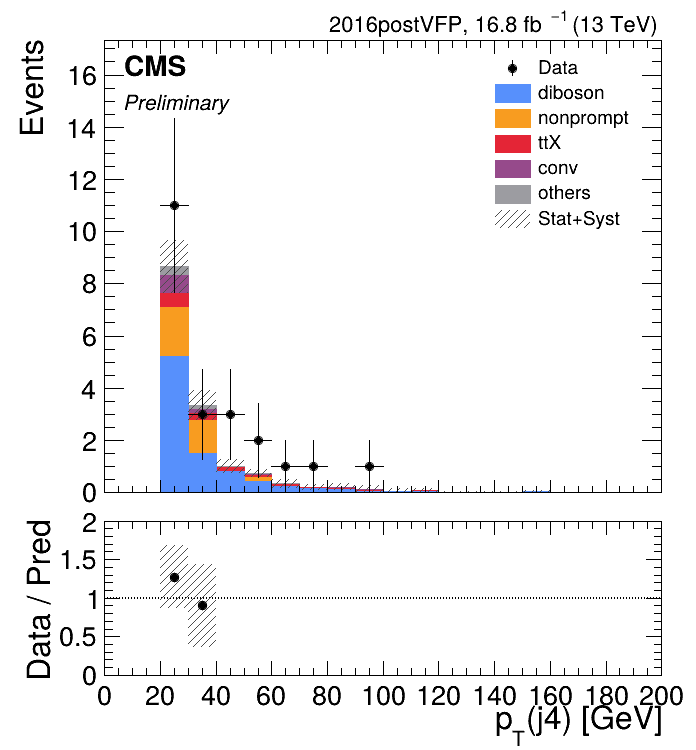 2016postVFP, 16.8 fb⁻¹ (13 TeV)
CMS
Preliminary
Events
16
14
12
10
8
6
4
2
0
Data
diboson
nonprompt
ttX
conv
others
Stat+Syst
Data / Pred
2
1.5
1
0.5
0
0 20 40 60 80 100 120 140 160 180 200
p_T(j4) [GeV]